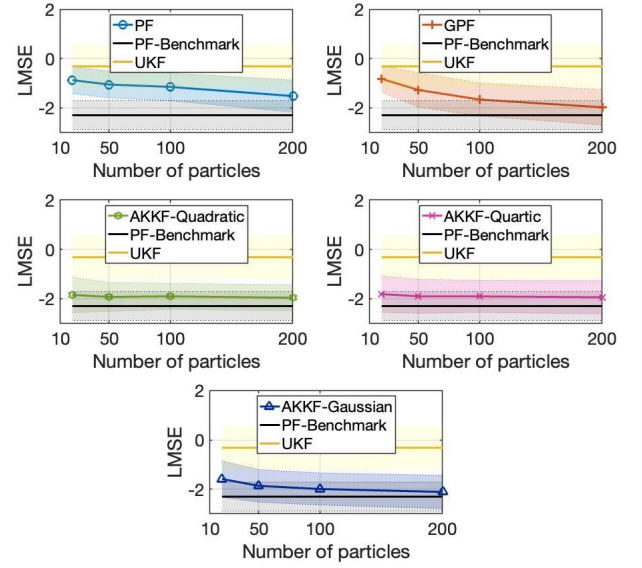 2
0
-2
LMSE
PF
PF-Benchmark
UKF
10 50 100 200
Number of particles
2
0
-2
LMSE
GPF
PF-Benchmark
UKF
10 50 100 200
Number of particles
2
0
-2
LMSE
AKKF-Quadratic
PF-Benchmark
UKF
10 50 100 200
Number of particles
2
0
-2
LMSE
AKKF-Quartic
PF-Benchmark
UKF
10 50 100 200
Number of particles
2
0
-2
LMSE
AKKF-Gaussian
PF-Benchmark
UKF
10 50 100 200
Number of particles